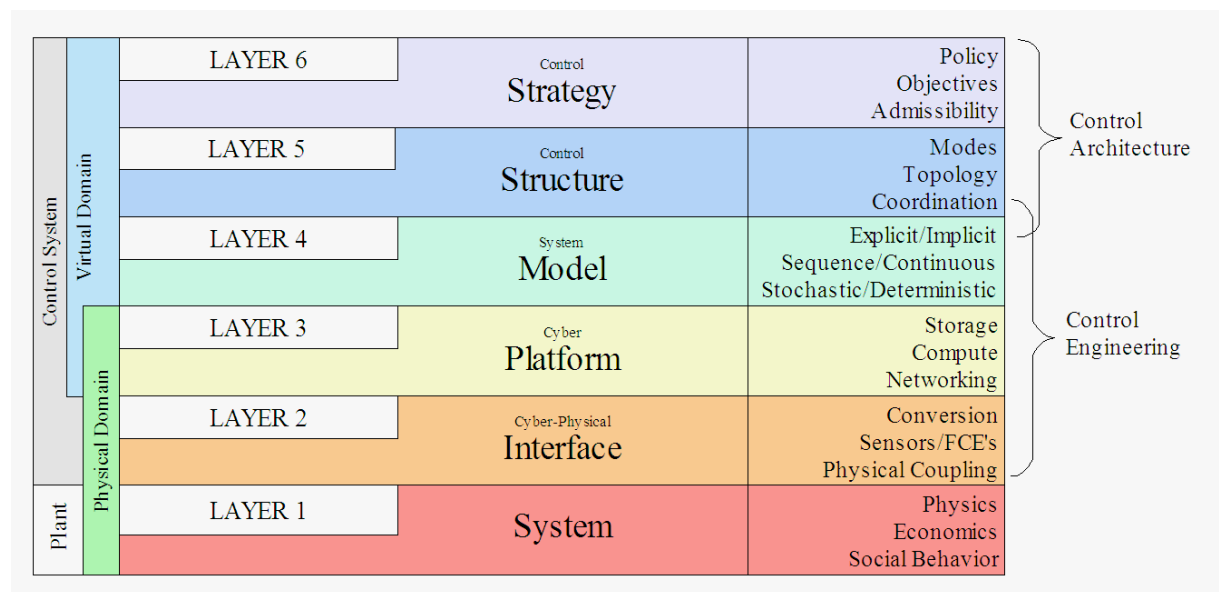 Control System
Virtual Domain
Physical Domain
Plant
LAYER 6
Control
Strategy
Policy
Objectives
Admissibility
LAYER 5
Control
Structure
Modes
Topology
Coordination
LAYER 4
System
Model
Explicit/Implicit
Sequence/Continuous
Stochastic/Deterministic
LAYER 3
Cyber
Platform
Storage
Compute
Networking
LAYER 2
Cyber-Physical
Interface
Conversion
Sensors/FCE's
Physical Coupling
LAYER 1
System
Physics
Economics
Social Behavior
Control
Architecture
Control
Engineering